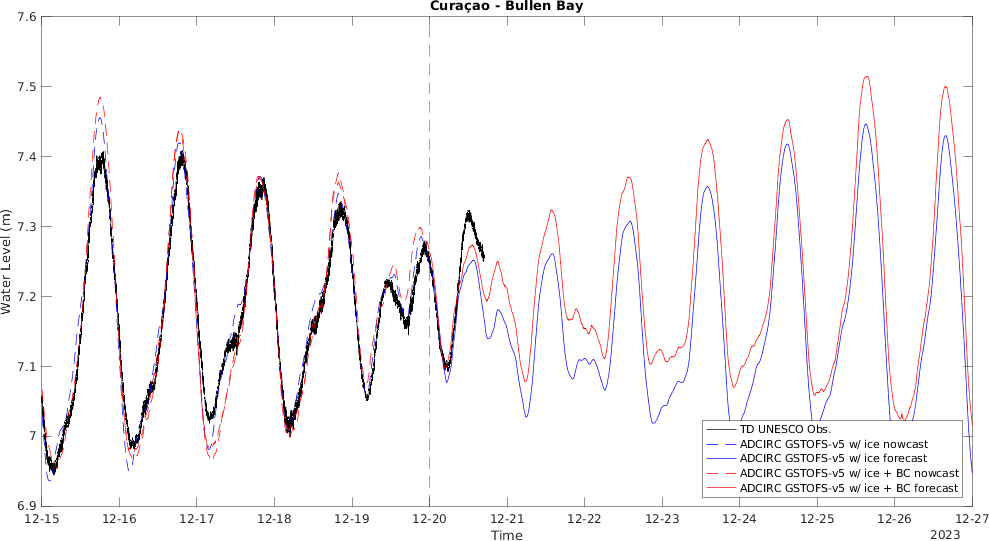 Curaçao - Bullen Bay
7.6
7.5
7.4
7.3
7.2
7.1
7
6.9
Water Level (m)
12-15
12-16
12-17
12-18
12-19
12-20
12-21
12-22
12-23
12-24
12-25
12-26
12-27
Time
2023
TD UNESCO Obs.
ADCIRC GSTOFS-v5 w/ ice nowcast
ADCIRC GSTOFS-v5 w/ ice forecast
ADCIRC GSTOFS-v5 w/ ice + BC nowcast
ADCIRC GSTOFS-v5 w/ ice + BC forecast